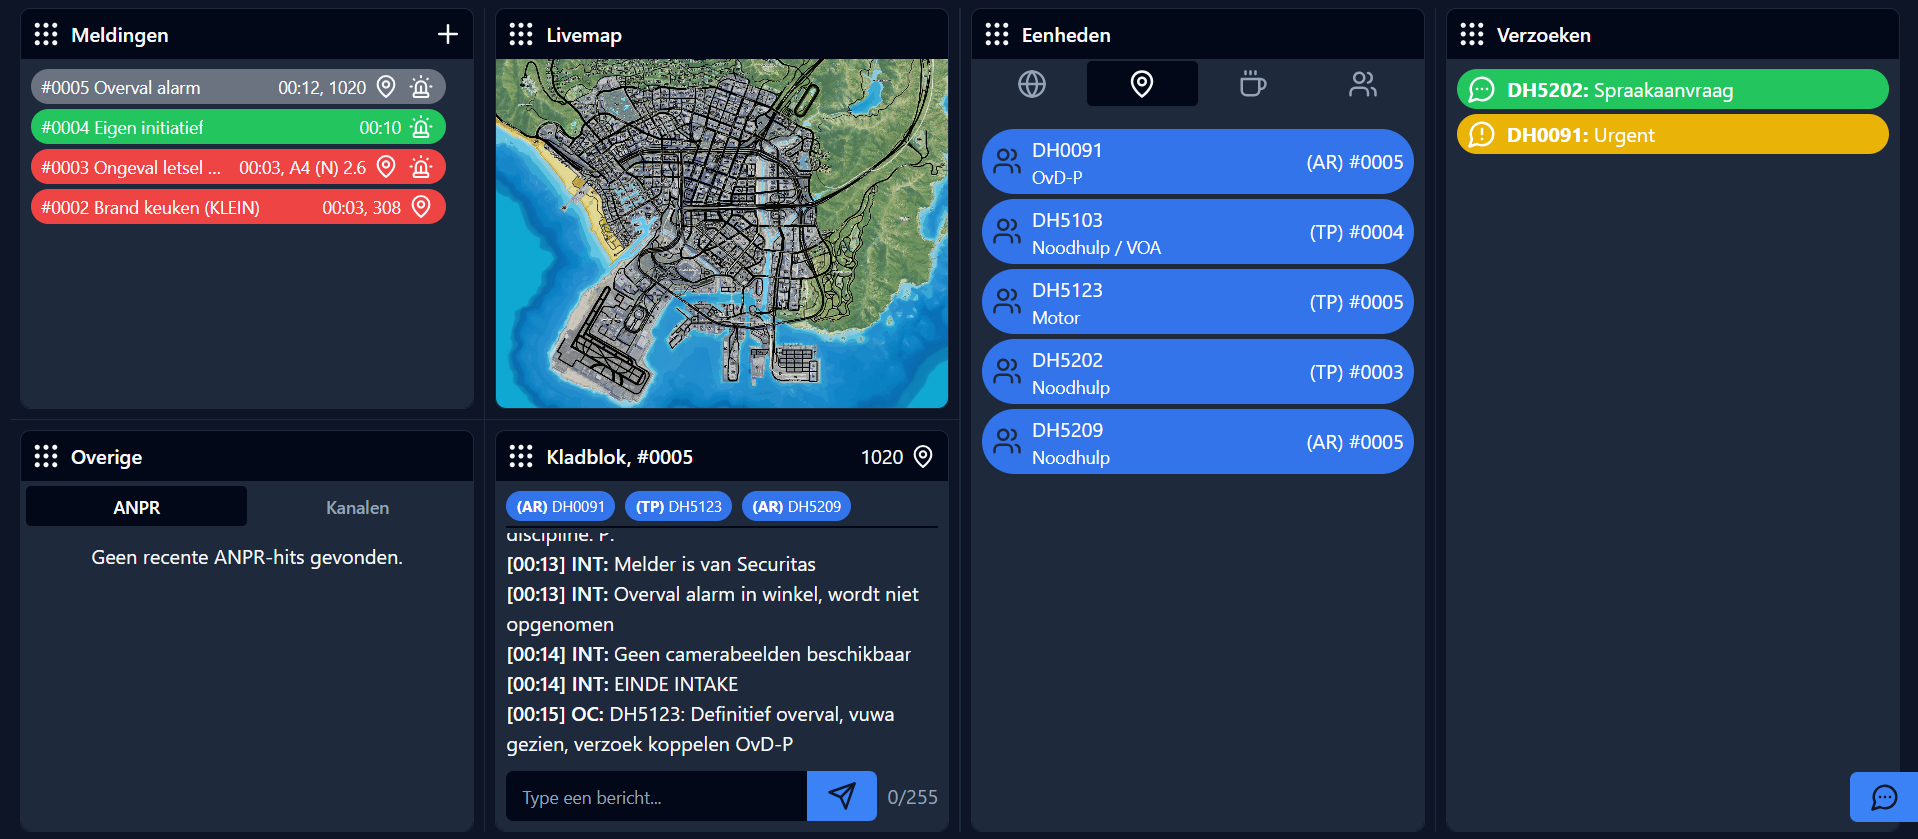 Meldingen
#0005 Overval alarm 00:12, 1020
#0004 Eigen initiatief 00:10
#0003 Ongeval letsel ... 00:03, A4 (N) 2.6
#0002 Brand keuken (KLEIN) 00:03, 308
Livemap
Eenheden
DH0091
OvD-P
(AR) #0005
DH5103
Noodhulp / VOA
(TP) #0004
DH5123
Motor
(TP) #0005
DH5202
Noodhulp
(TP) #0003
DH5209
Noodhulp
(AR) #0005
Verzoeken
DH5202: Spraakaanvraag
DH0091: Urgent
Overige
ANPR Kanalen
Geen recente ANPR-hits gevonden.
Kladblok, #0005 1020
(AR) DH0091 (TP) DH5123 (AR) DH5209
discipline: P.
[00:13] INT: Melder is van Securitas
[00:13] INT: Overval alarm in winkel, wordt niet
opgenomen
[00:14] INT: Geen camerabeelden beschikbaar
[00:14] INT: EINDE INTAKE
[00:15] OC: DH5123: Definitief overval, vuwa
gezien, verzoek koppelen OvD-P
Type een bericht... 0/255